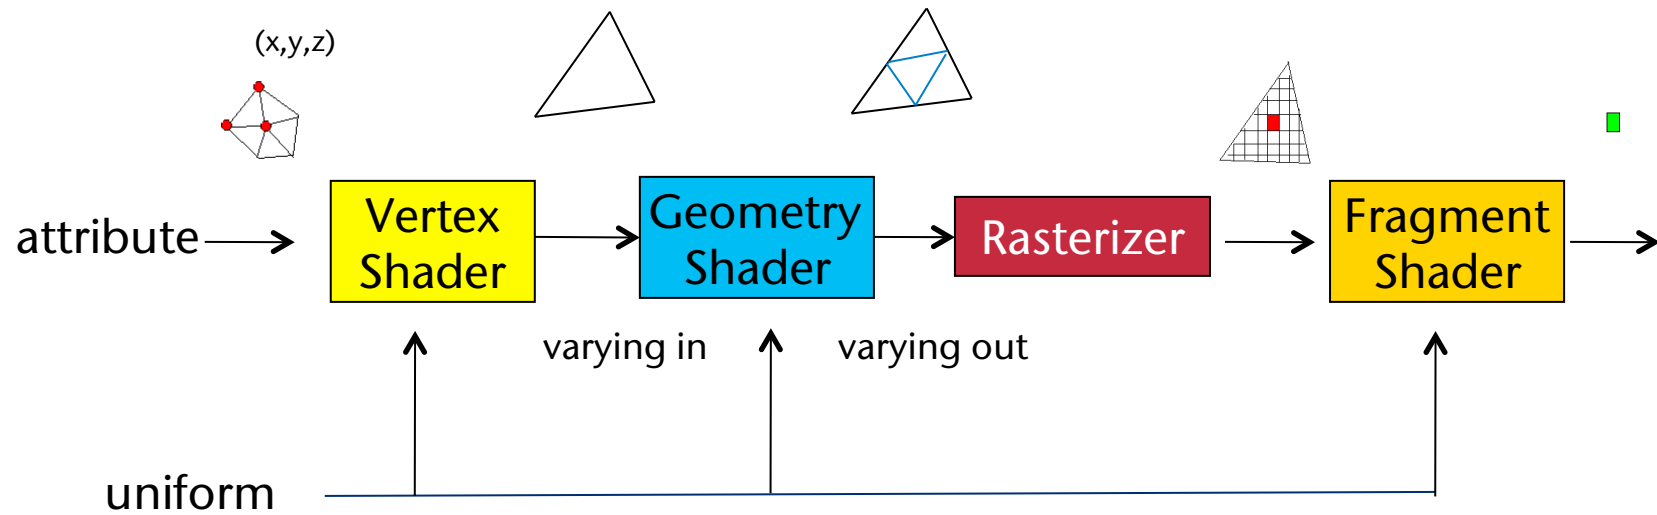 (x,y,z)
attribute
Vertex
Shader
Geometry
Shader
Rasterizer
Fragment
Shader
varying in
varying out
uniform